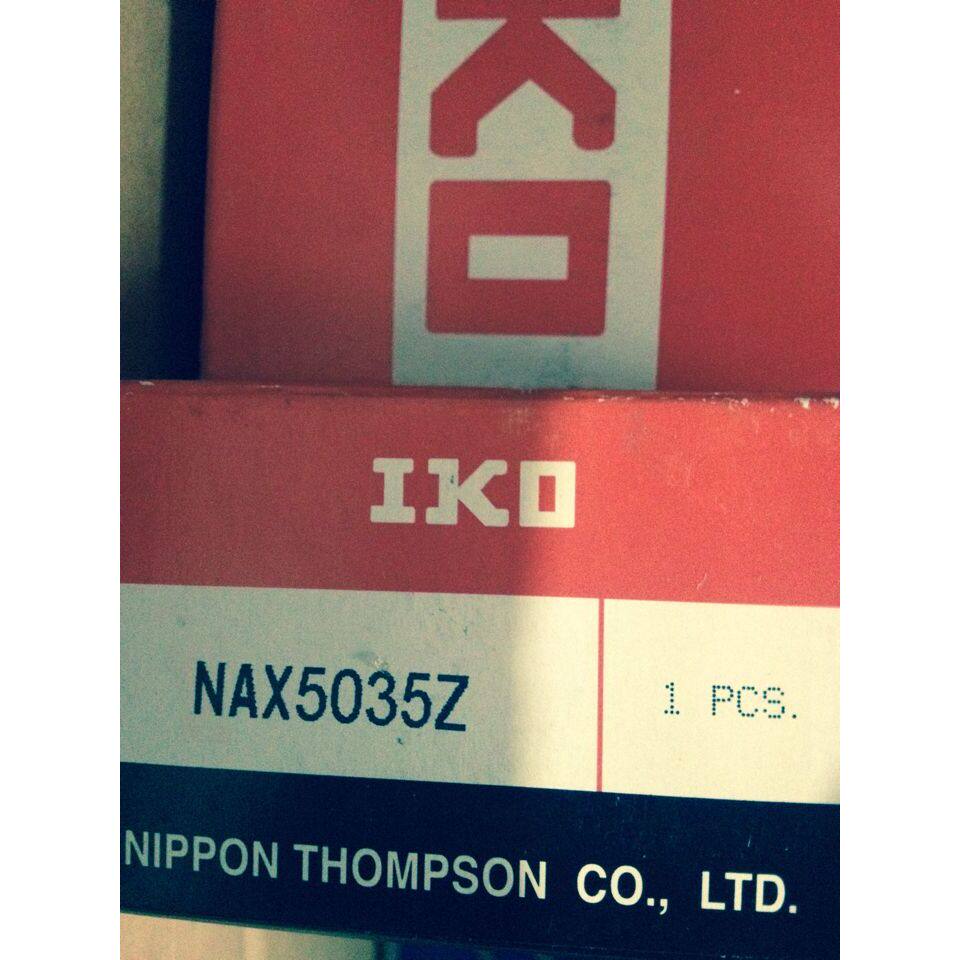 IKO
IKO
NAX5035Z
1 PCS.
NIPPON THOMPSON CO., LTD.